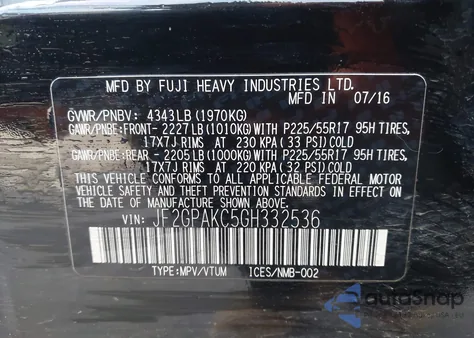 MFD BY FUJI HEAVY INDUSTRIES LTD.
MFD IN 07/16
GVWR/PNBV: 4343LB(1970KG)
GAWR/PNBE:FRONT- 2227LB(1010KG)WITH P225/55R17 95H TIRES,
17X7J RIMS AT 230 KPA(33 PSI)COLD
GAWR/PNBE:REAR - 2205LB(1000KG)WITH P225/55R17 95H TIRES,
17X7J RIMS AT 220 KPA(32 PSI)COLD
THIS VEHICLE CONFORMS TO ALL APPLICABLE FEDERAL MOTOR
VEHICLE SAFETY AND THEFT PREVENTION STANDARDS IN EFFECT
ON THE DATE OF MANUFACTURE SHOWN ABOVE.
VIN: JF2GPAKC5GH332536
TYPE:MPV/VTUM ICES/NMB-002
autoSnap